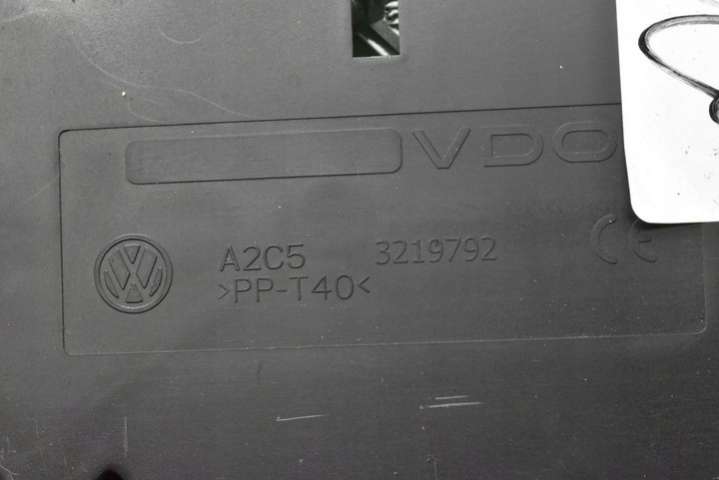 VDO
A2C5 3219792
>PP-T40<
CE